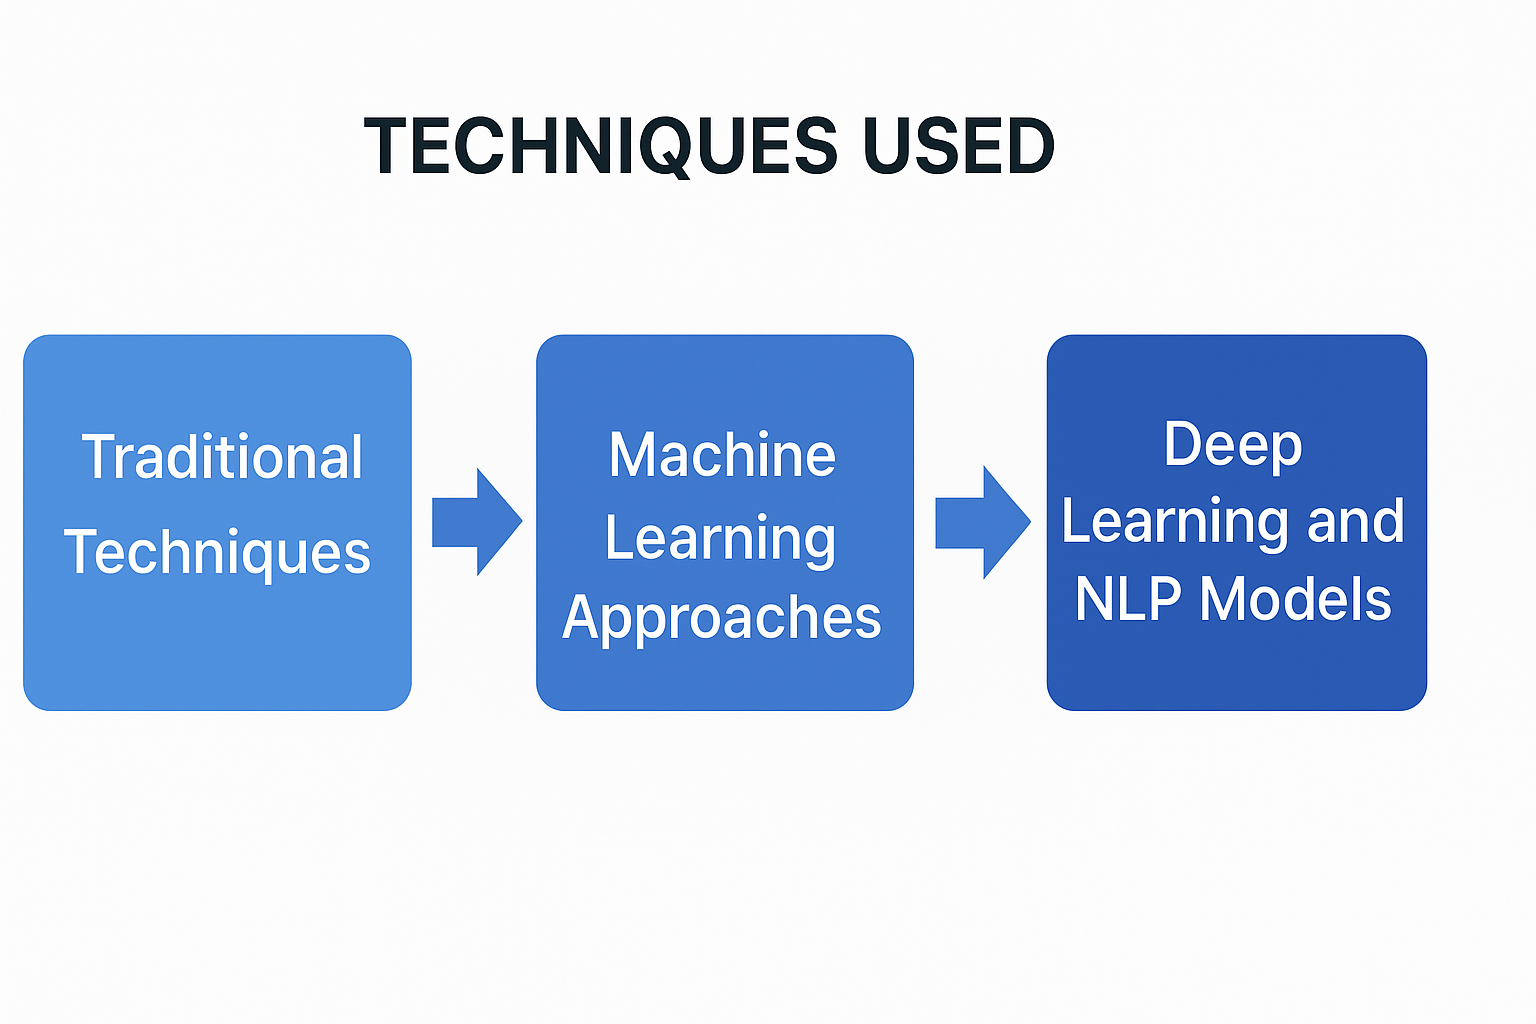 TECHNIQUES USED
Traditional
Techniques
Machine
Learning
Approaches
Deep
Learning and
NLP Models